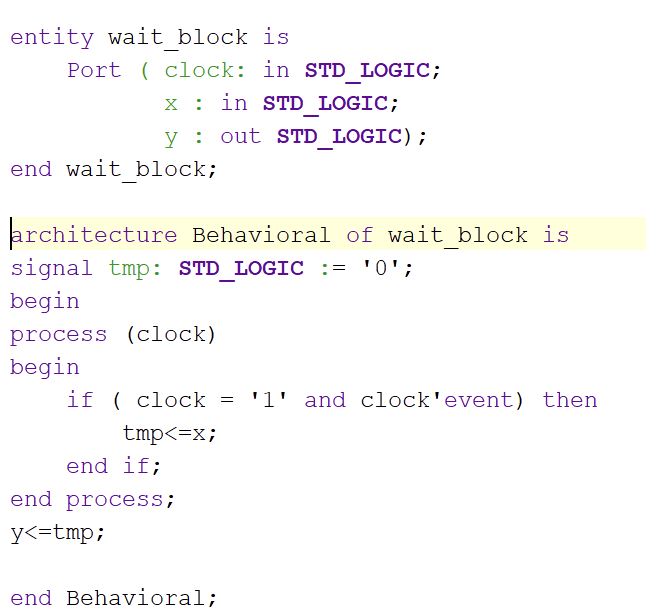 entity wait_block is
    Port ( clock: in STD_LOGIC;
           x : in STD_LOGIC;
           y : out STD_LOGIC);
end wait_block;

architecture Behavioral of wait_block is
signal tmp: STD_LOGIC := '0';
begin
process (clock)
begin
    if ( clock = '1' and clock'event) then
        tmp<=x;
    end if;
end process;
y<=tmp;

end Behavioral;